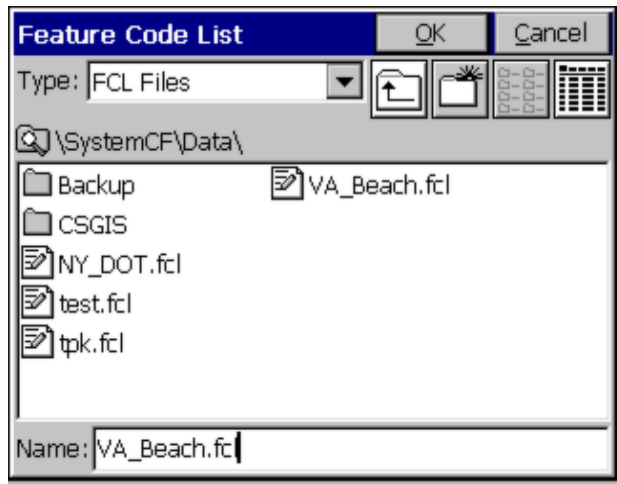 Feature Code List OK Cancel
Type: FCL Files
\SystemCF\Data\
Backup VA_Beach.fcl
CSGIS
NY_DOT.fcl
test.fcl
tpk.fcl
Name: VA_Beach.fcl